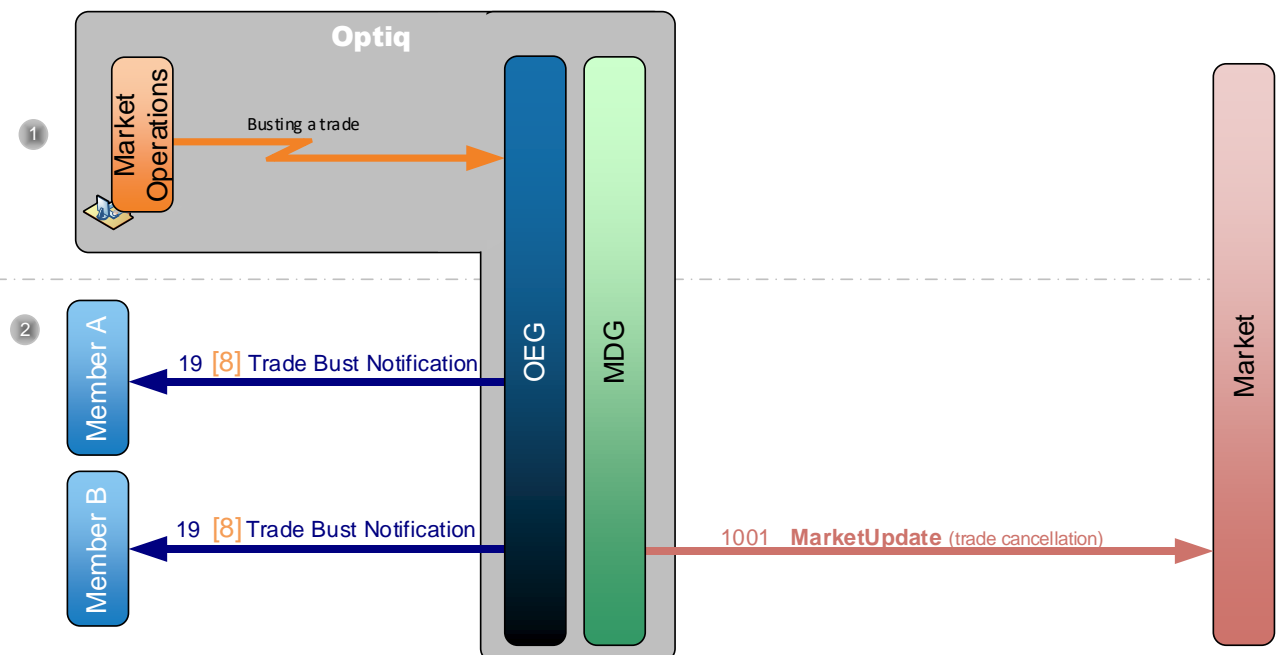 Optiq
1
Market
Operations
Busting a trade
OEG
MDG
Market
2
Member A
19 [8] Trade Bust Notification
Member B
19 [8] Trade Bust Notification
1001 MarketUpdate (trade cancellation)